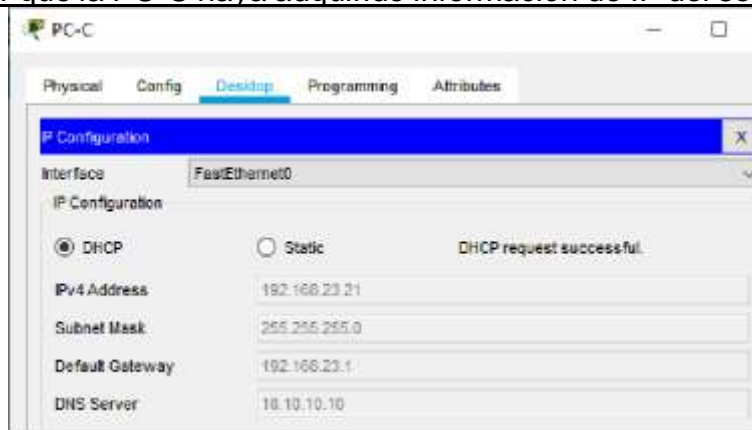 que la PC-C haya adquirido información de IP del
PC-C
Physical Config Desktop Programming Attributes
IP Configuration X
Interface FastEthernet0
IP Configuration
DHCP Static DHCP request successful.
IPv4 Address 192.168.23.21
Subnet Mask 255.255.255.0
Default Gateway 192.168.23.1
DNS Server 10.10.10.10